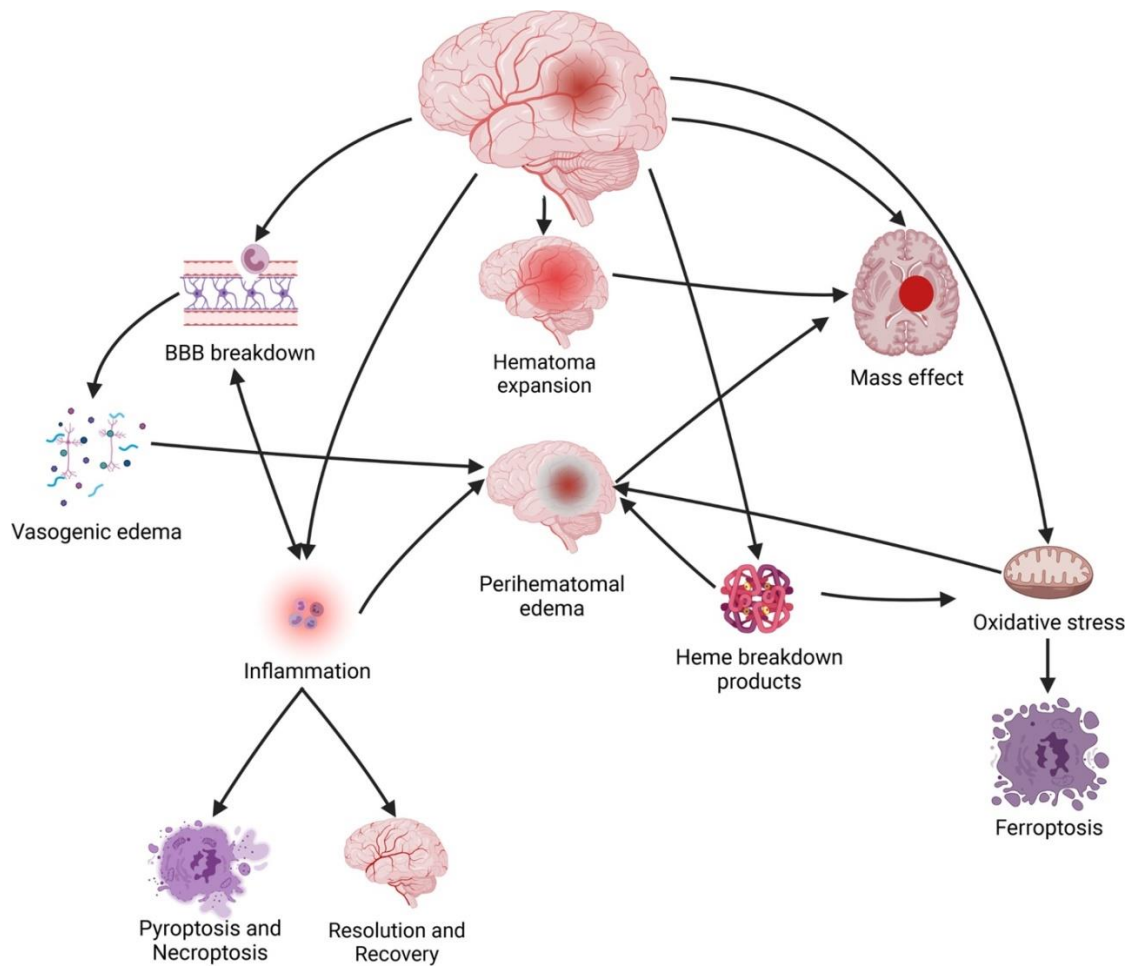 BBB breakdown
Hematoma
expansion
Mass effect
Vasogenic edema
Perihematomal
edema
Oxidative stress
Inflammation
Heme breakdown
products
Ferroptosis
Pyroptosis and
Necroptosis
Resolution and
Recovery